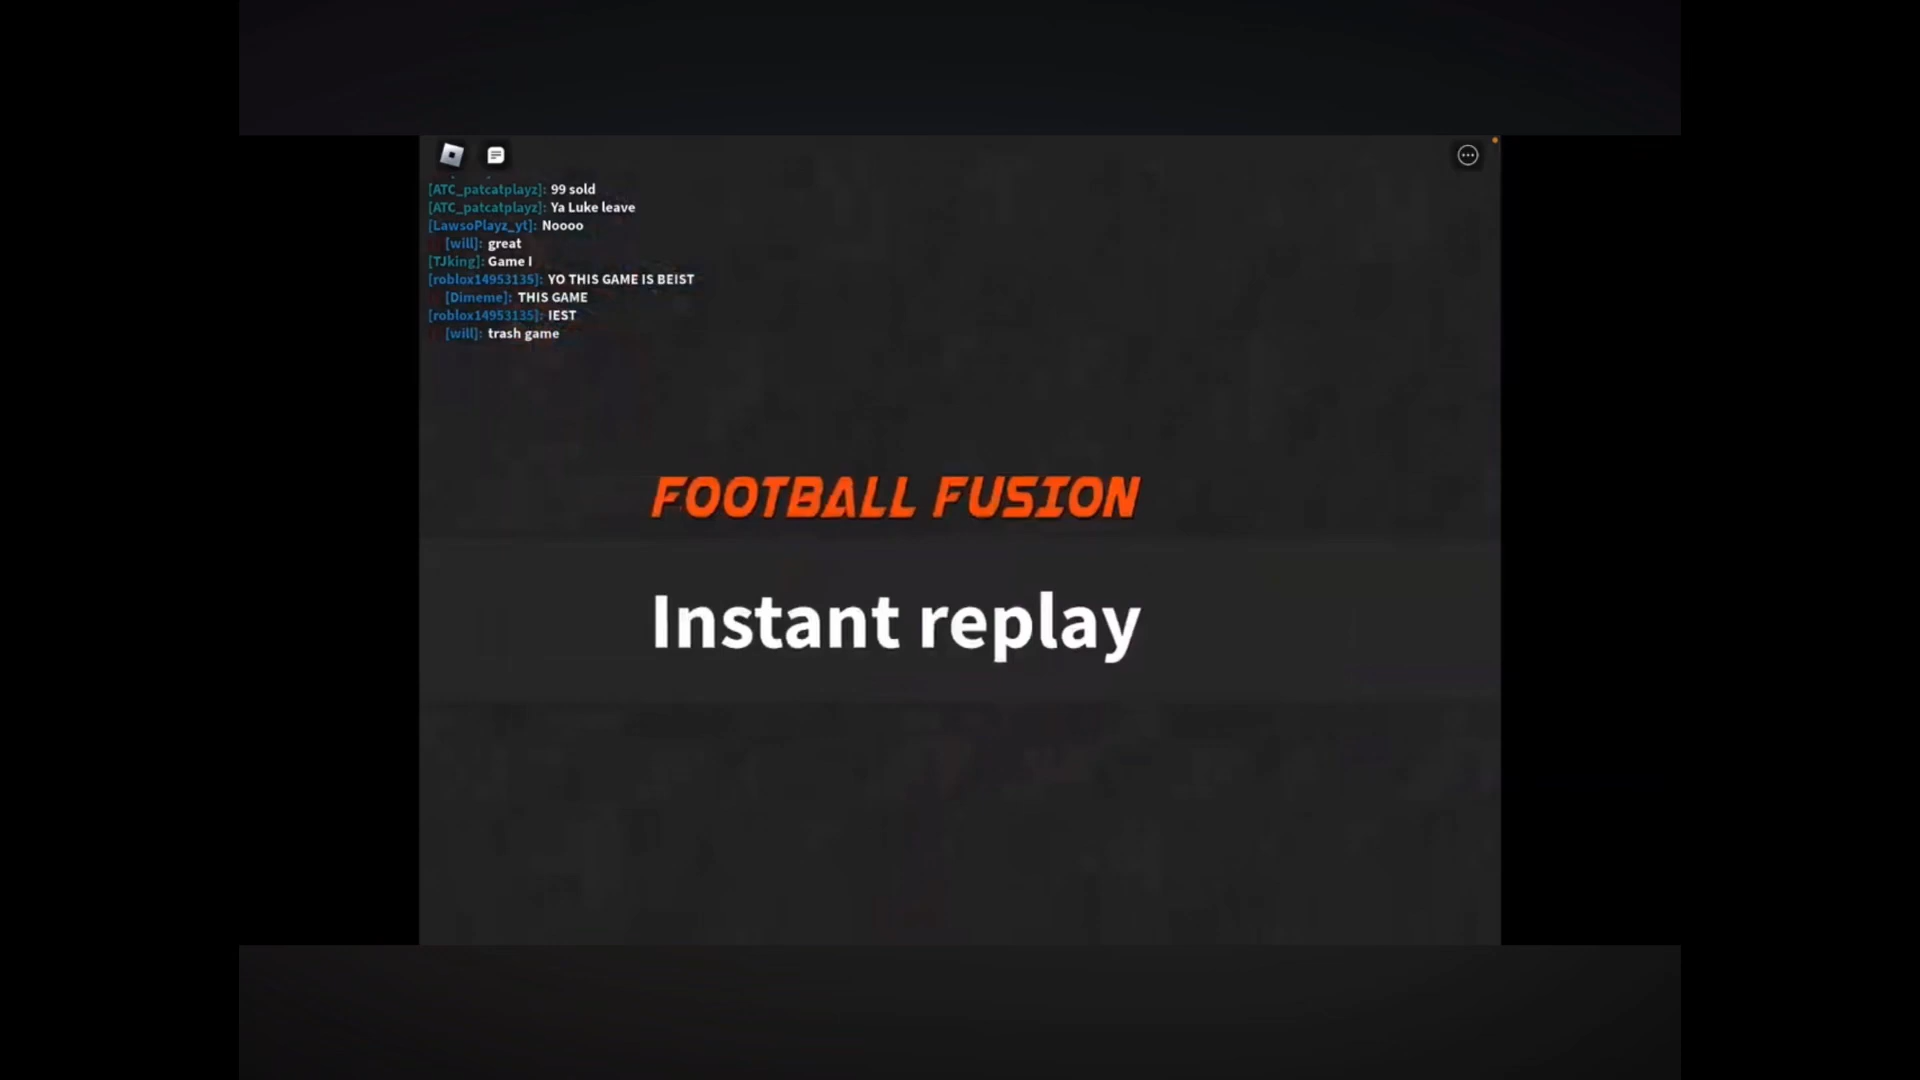 [ATC_patcatplayz]: 99 sold
[ATC_patcatplayz]: Ya Luke leave
[LawsoPlayz_yt]: Noooo
[will]: great
[TJking]: Game I
[roblox14953135]: YO THIS GAME IS BEIST
[Dimeme]: THIS GAME
[roblox14953135]: IEST
[will]: trash game
FOOTBALL FUSION
Instant replay